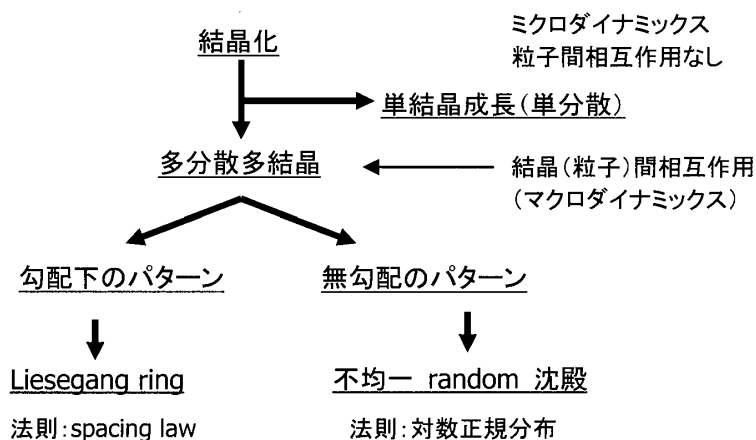 結晶化
ミクロダイナミックス
粒子間相互作用なし
単結晶成長(単分散)
多分散多結晶
結晶(粒子)間相互作用
(マクロダイナミックス)
勾配下のパターン
無勾配のパターン
Liesegang ring
不均一 random 沈殿
法則:spacing law
法則:対数正規分布